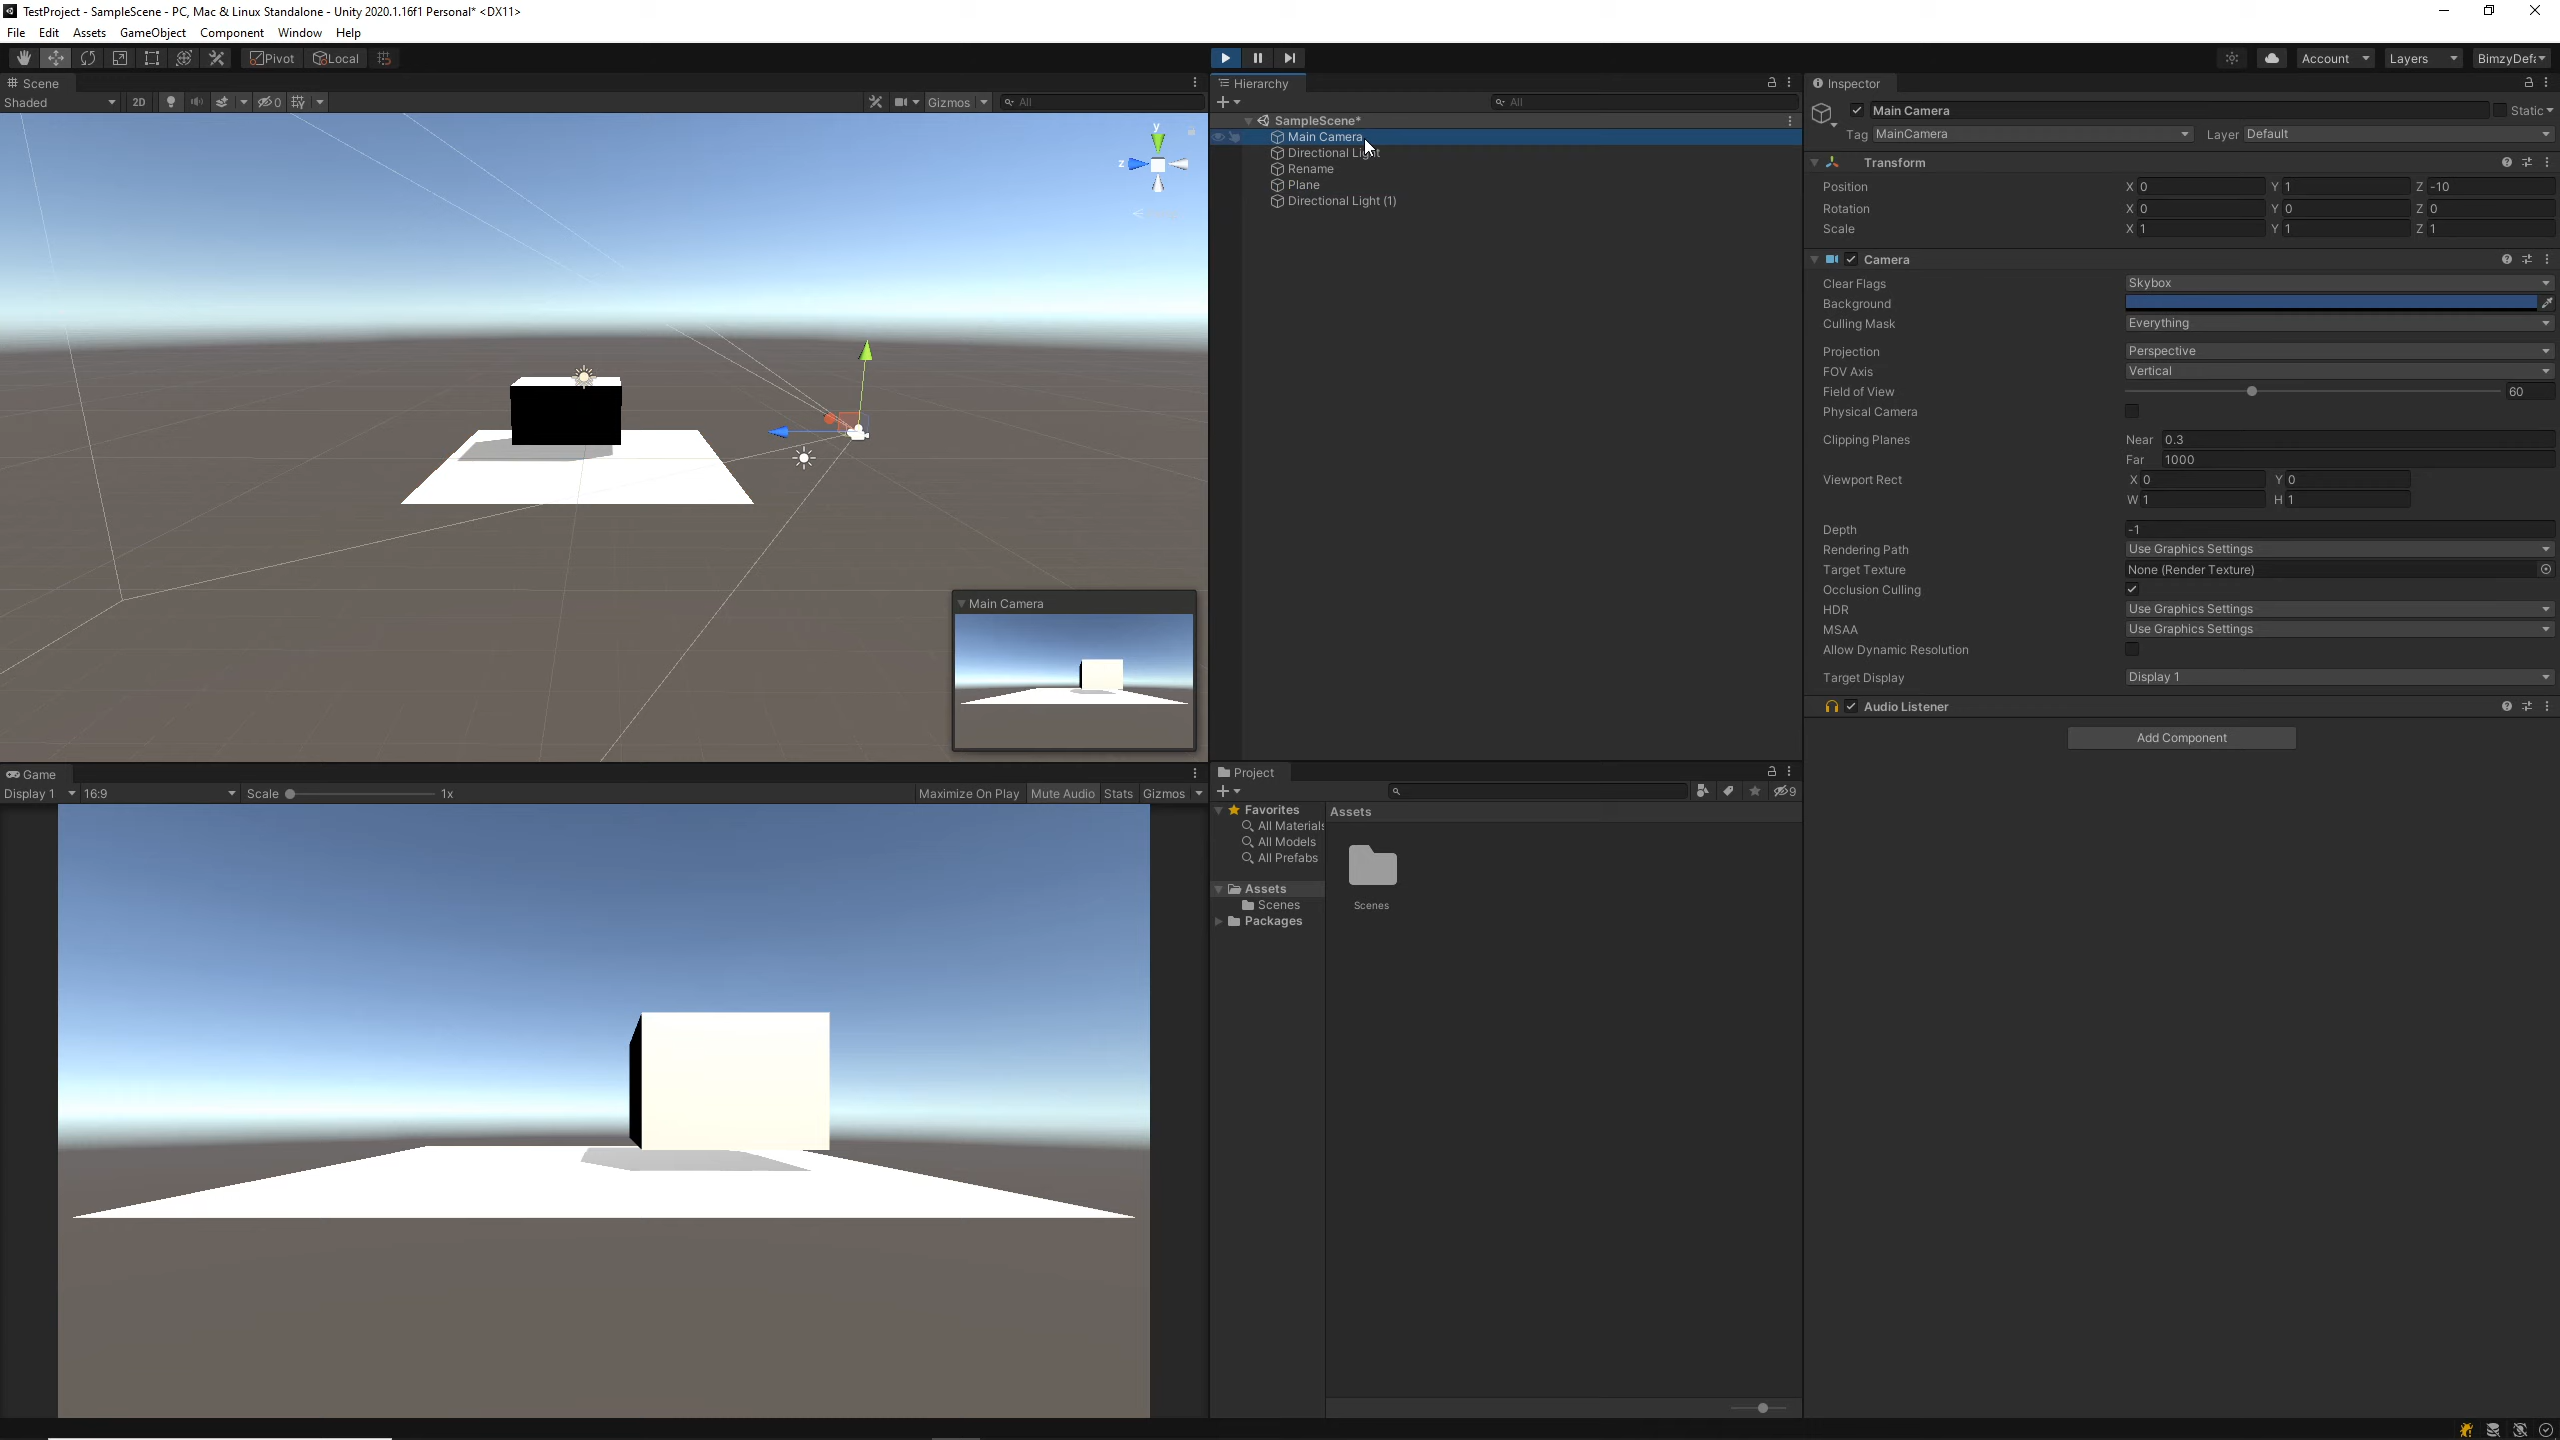 TestProject - SampleScene - PC, Mac & Linux Standalone - Unity 2020.1.16f1 Personal* <DX11>
File Edit Assets GameObject Component Window Help
Pivot Local
Account Layers BimzyDefa
Scene
Shaded 2D 0 Gizmos All
y
z
Main Camera
Game
Display 1 16:9 Scale 1x Maximize On Play Mute Audio Stats Gizmos
Hierarchy
All
SampleScene*
Main Camera
Directional Light
Rename
Plane
Directional Light (1)
Project
9
Favorites
All Materials
All Models
All Prefabs
Assets
Scenes
Packages
Assets
Scenes
Inspector
Main Camera Static
Tag MainCamera Layer Default
Transform
Position X 0 Y 1 Z -10
Rotation X 0 Y 0 Z 0
Scale X 1 Y 1 Z 1
Camera
Clear Flags Skybox
Background
Culling Mask Everything
Projection Perspective
FOV Axis Vertical
Field of View 60
Physical Camera
Clipping Planes Near 0.3
Far 1000
Viewport Rect X 0 Y 0
W 1 H 1
Depth -1
Rendering Path Use Graphics Settings
Target Texture None (Render Texture)
Occlusion Culling
HDR Use Graphics Settings
MSAA Use Graphics Settings
Allow Dynamic Resolution
Target Display Display 1
Audio Listener
Add Component